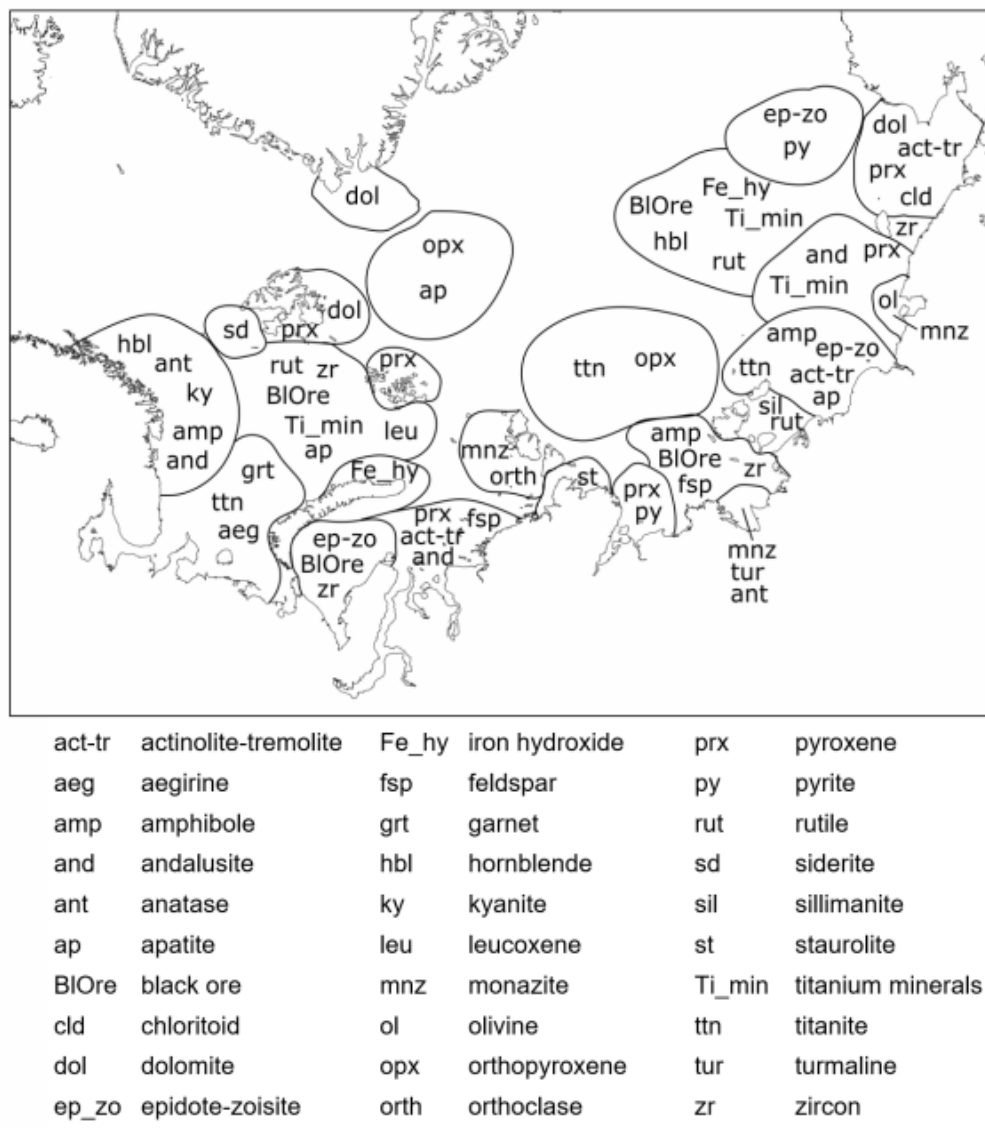 ep-zo
py
dol
act-tr
prx
cld
zr
Fe_hy
BlOre
Ti_min
hbl
rut
and
prx
Ti_min
ol
mnz
dol
opx
ap
sd
prx
dol
hbl
ant
ky
amp
and
rut
zr
BlOre
Ti_min
ap
leu
prx
ttn
opx
amp
ep-zo
ttn
act-tr
ap
sil
rut
amp
BlOre
fsp
zr
mnz
orth
st
prx
py
mnz
tur
ant
grt
ttn
aeg
Fe_hy
ep-zo
BlOre
zr
prx
fsp
act-tr
and
act-tr actinolite-tremolite Fe_hy iron hydroxide prx pyroxene
aeg aegirine fsp feldspar py pyrite
amp amphibole grt garnet rut rutile
and andalusite hbl hornblende sd siderite
ant anatase ky kyanite sil sillimanite
ap apatite leu leucoxene st staurolite
BlOre black ore mnz monazite Ti_min titanium minerals
cld chloritoid ol olivine ttn titanite
dol dolomite opx orthopyroxene tur turmaline
ep_zo epidote-zoisite orth orthoclase zr zircon